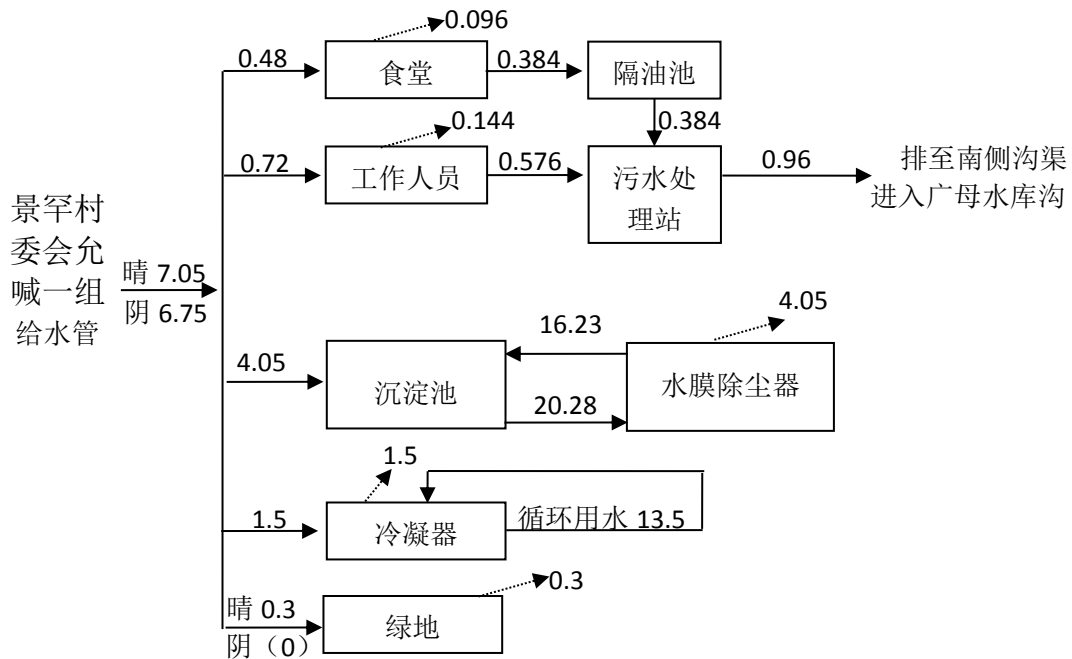 0.096
0.48
食堂
0.384
隔油池
0.144
0.384
0.72
工作人员
0.576
污水处
理站
0.96
排至南侧沟渠
进入广母水库沟
景罕村
委会允
喊一组
给水管
晴 7.05
阴 6.75
4.05
16.23
4.05
沉淀池
水膜除尘器
20.28
1.5
1.5
冷凝器
循环用水 13.5
0.3
晴 0.3
阴（0）
绿地